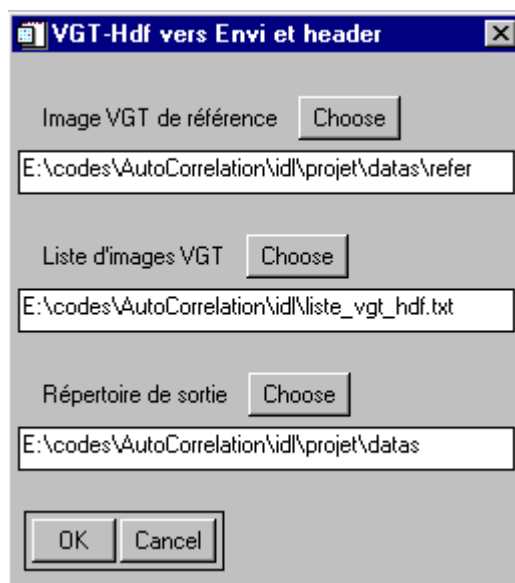 VGT-Hdf vers Envi et header
Image VGT de référence Choose
E:\codes\AutoCorrelation\idl\projet\datas\refer
Liste d'images VGT Choose
E:\codes\AutoCorrelation\idl\liste_vgt_hdf.txt
Répertoire de sortie Choose
E:\codes\AutoCorrelation\idl\projet\datas
OK Cancel